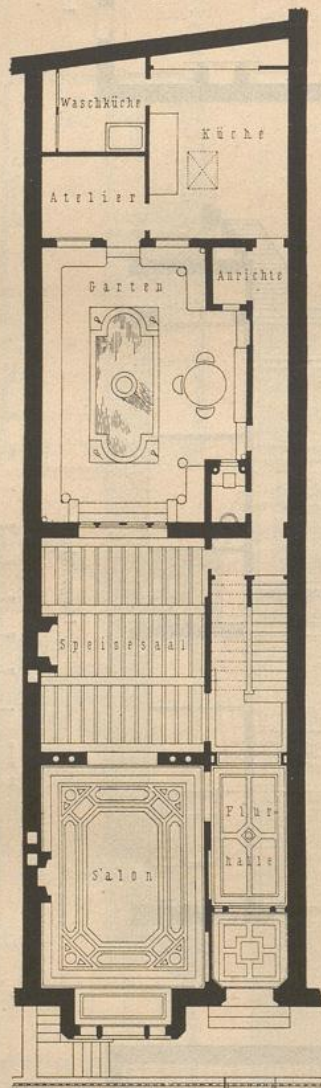 Waschküche
Küche
Atelier
Garten
Anrichte
Speisesaal
Flur-
halle
Salon